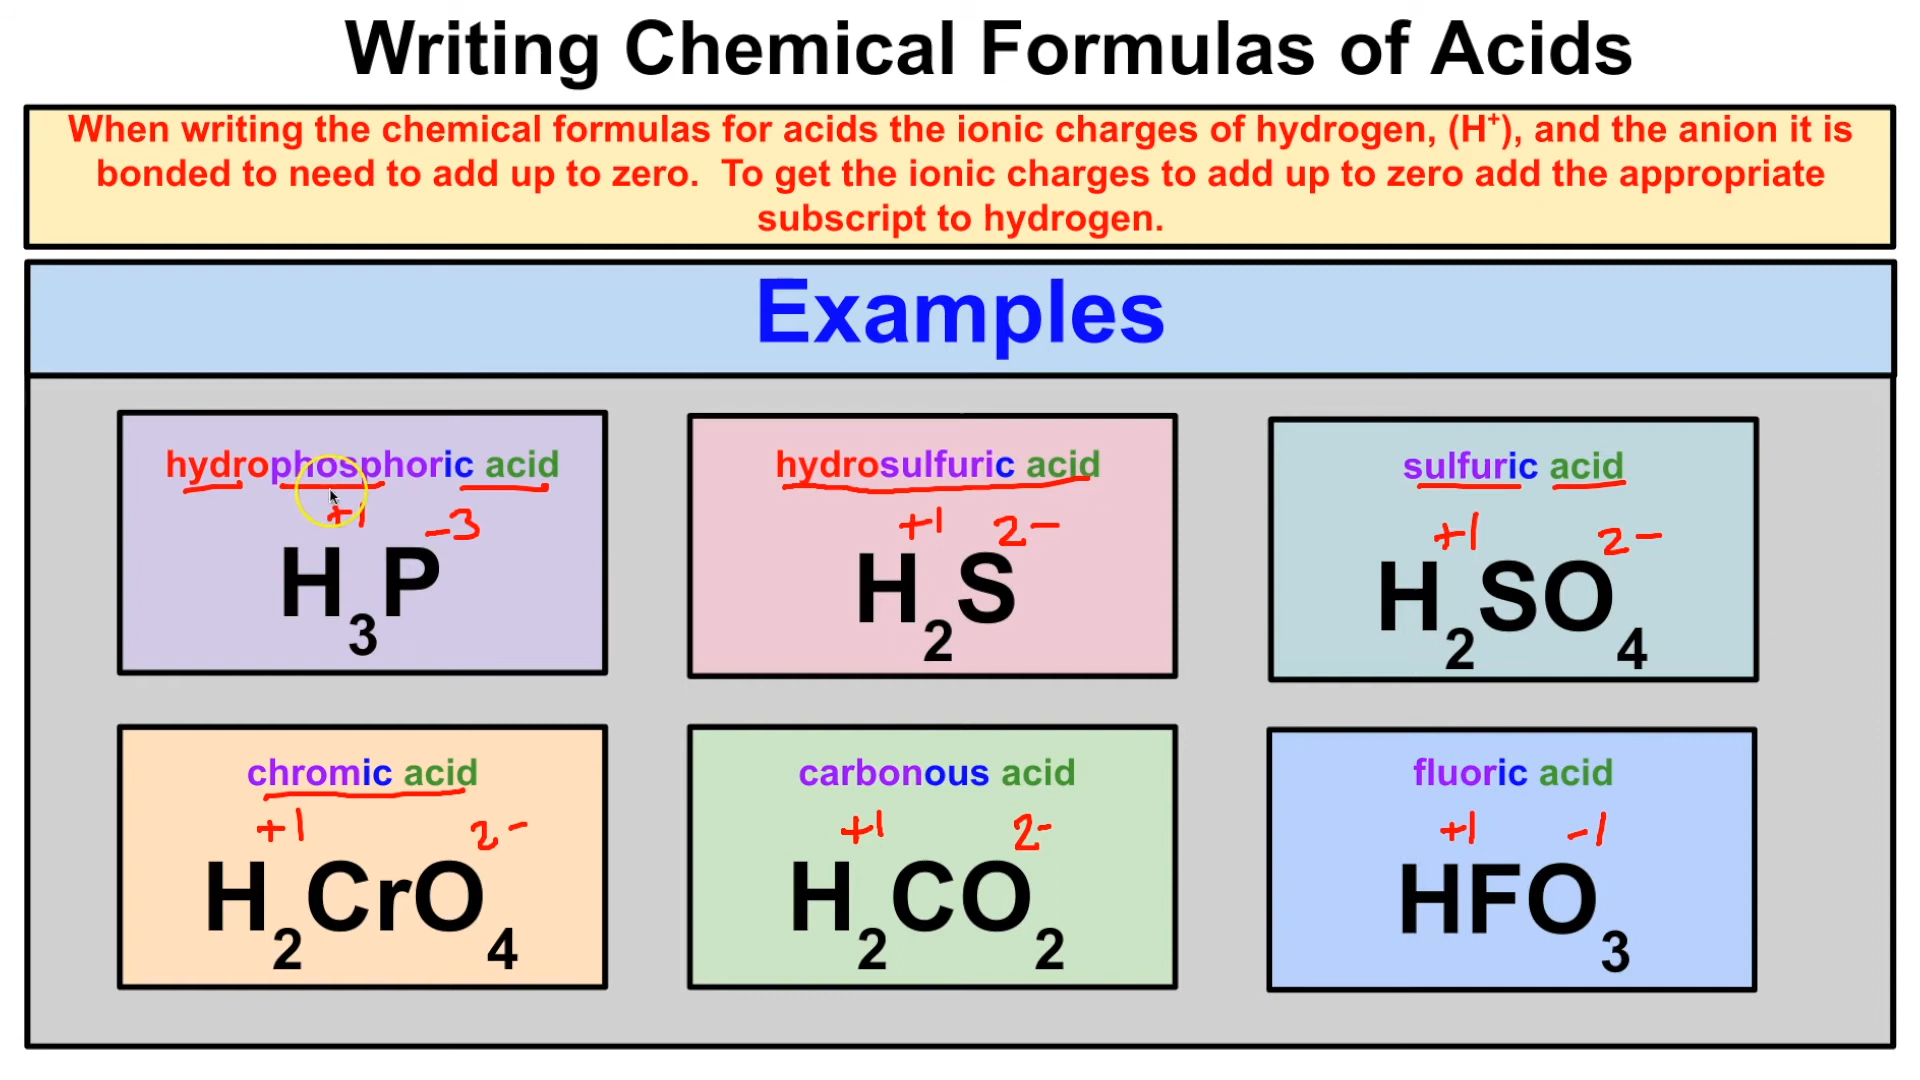 Writing Chemical Formulas of Acids
When writing the chemical formulas for acids the ionic charges of hydrogen, (H⁺), and the anion it is
bonded to need to add up to zero. To get the ionic charges to add up to zero add the appropriate
subscript to hydrogen.
Examples
hydrophosphoric acid
+1 -3
H₃P
hydrosulfuric acid
+1 2-
H₂S
sulfuric acid
+1 2-
H₂SO₄
chromic acid
+1 2-
H₂CrO₄
carbonous acid
+1 2-
H₂CO₂
fluoric acid
+1 -1
HFO₃